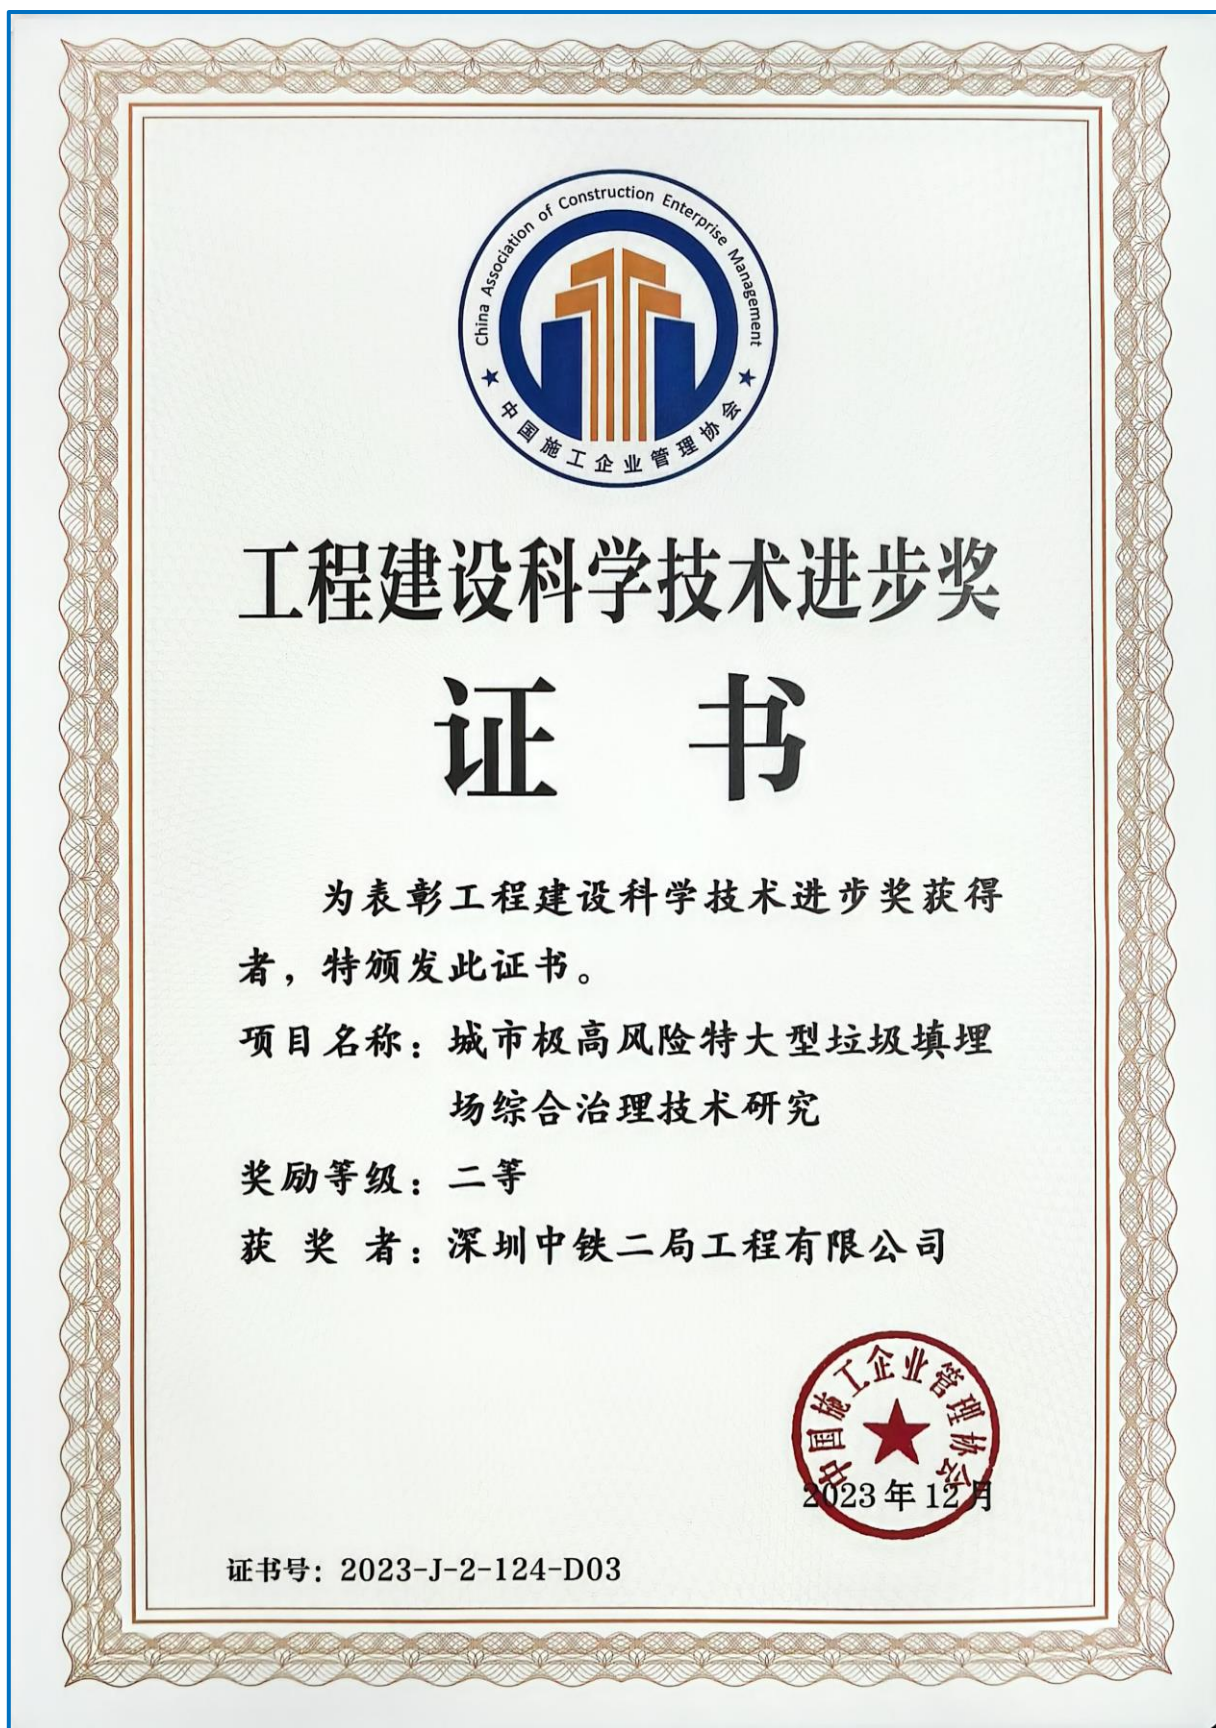 China Association of Construction Enterprise Management
★ 中国施工企业管理协会 ★
工程建设科学技术进步奖
证 书
为表彰工程建设科学技术进步奖获得
者，特颁发此证书。
项目名称：城市极高风险特大型垃圾填埋
场综合治理技术研究
奖励等级：二等
获 奖 者：深圳中铁二局工程有限公司
中国施工企业管理协会
2023 年 12 月
证书号：2023-J-2-124-D03